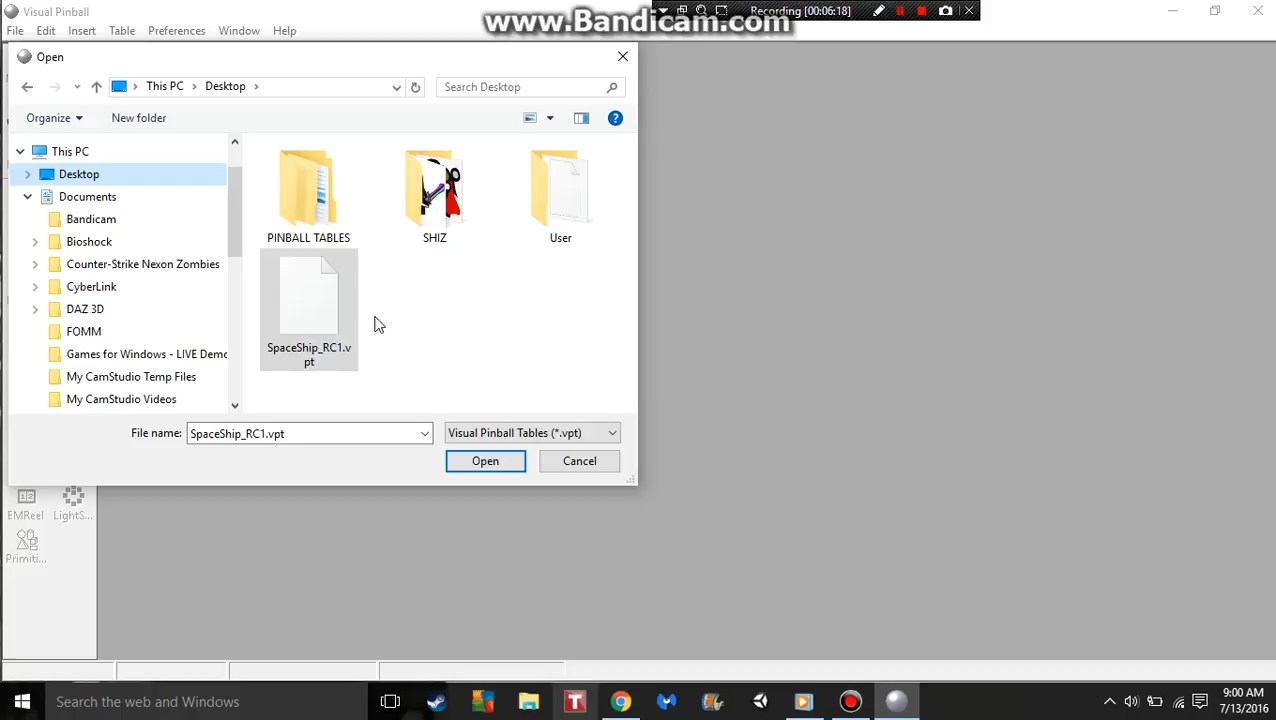 Visual Pinball
Recording [00:06:18]
www.Bandicam.com
File Edit Insert Table Preferences Window Help
Open
This PC Desktop
Search Desktop
Organize New folder
This PC
Desktop
Documents
Bandicam
Bioshock
Counter-Strike Nexon Zombies
CyberLink
DAZ 3D
FOMM
Games for Windows - LIVE Demo
My CamStudio Temp Files
My CamStudio Videos
PINBALL TABLES SHIZ User
SpaceShip_RC1.v
pt
File name: SpaceShip_RC1.vpt Visual Pinball Tables (*.vpt)
Open Cancel
EMReel LightS...
Primiti...
Search the web and Windows
9:00 AM
7/13/2016